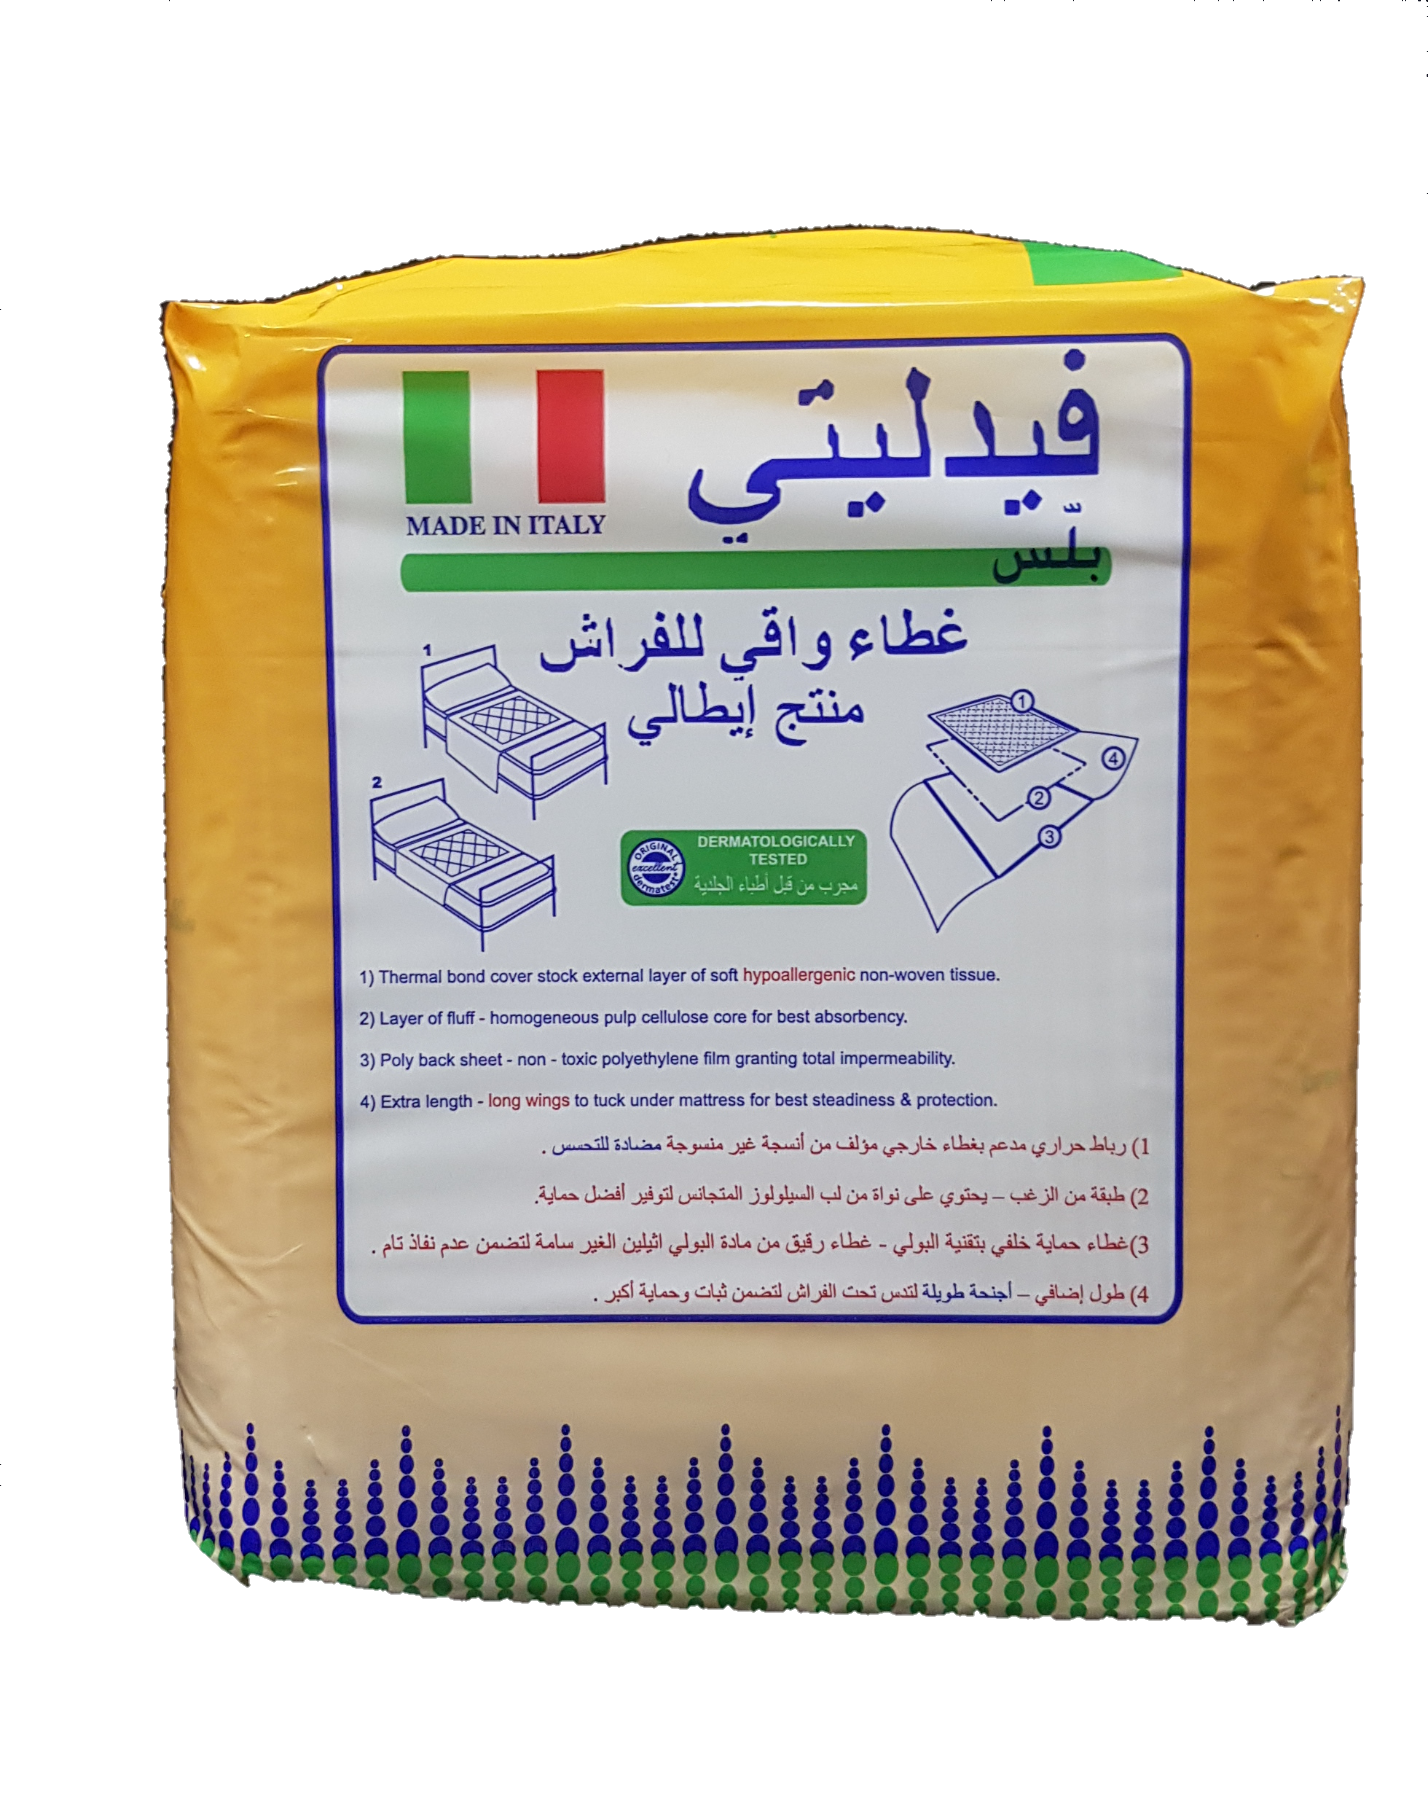 MADE IN ITALY
فيدليتي
بلّس
غطاء واقي للفراش
منتج إيطالي
1
2
1
2
3
4
ORIGINAL
excellent
dermatest
DERMATOLOGICALLY
TESTED
مجرب من قبل أطباء الجلدية
1) Thermal bond cover stock external layer of soft hypoallergenic non-woven tissue.
2) Layer of fluff - homogeneous pulp cellulose core for best absorbency.
3) Poly back sheet - non - toxic polyethylene film granting total impermeability.
4) Extra length - long wings to tuck under mattress for best steadiness & protection.
1) رباط حراري مدعم بغطاء خارجي مؤلف من أنسجة غير منسوجة مضادة للتحسس .
2) طبقة من الزغب – يحتوي على نواة من لب السيلولوز المتجانس لتوفير أفضل حماية.
3)غطاء حماية خلفي بتقنية البولي - غطاء رقيق من مادة البولي اثيلين الغير سامة لتضمن عدم نفاذ تام .
4) طول إضافي – أجنحة طويلة لتدس تحت الفراش لتضمن ثبات وحماية أكبر .